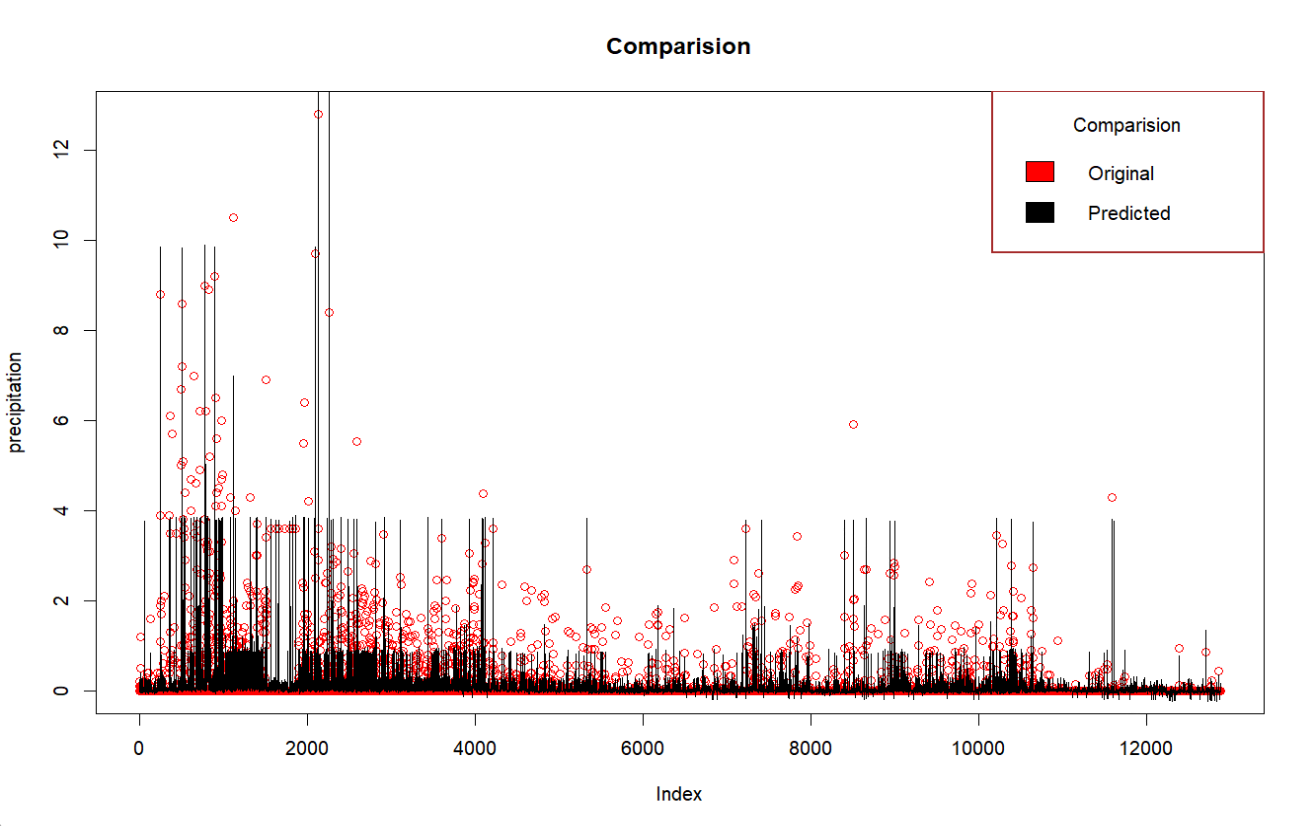 Comparision
Comparision
Original
Predicted
precipitation
12
10
8
6
4
2
0
0 2000 4000 6000 8000 10000 12000
Index